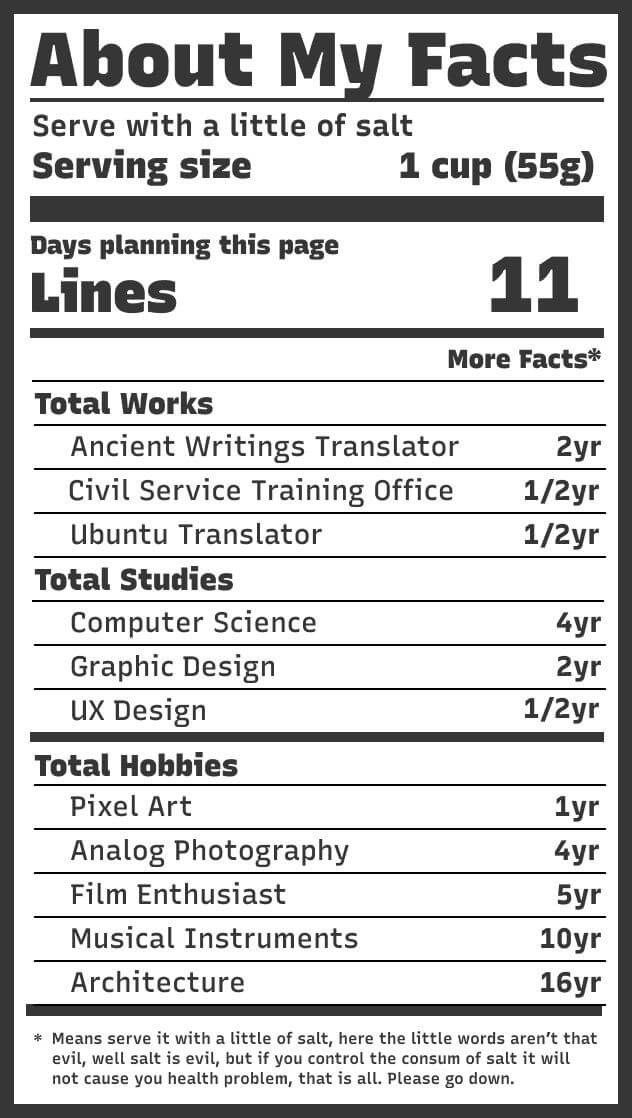 About My Facts
Serve with a little of salt
Serving size 1 cup (55g)
Days planning this page
Lines 11
More Facts*
Total Works
Ancient Writings Translator 2yr
Civil Service Training Office 1/2yr
Ubuntu Translator 1/2yr
Total Studies
Computer Science 4yr
Graphic Design 2yr
UX Design 1/2yr
Total Hobbies
Pixel Art 1yr
Analog Photography 4yr
Film Enthusiast 5yr
Musical Instruments 10yr
Architecture 16yr
* Means serve it with a little of salt, here the little words aren’t that
evil, well salt is evil, but if you control the consum of salt it will
not cause you health problem, that is all. Please go down.